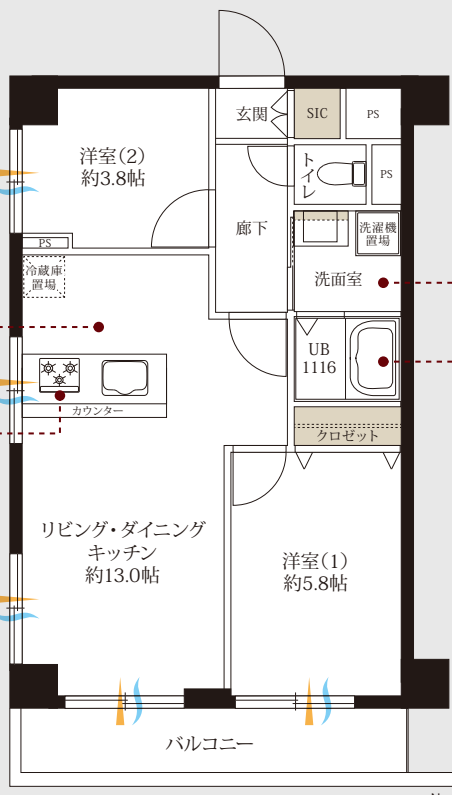 玄関
SIC
PS
洋室(2)
約3.8帖
トイレ
PS
廊下
洗濯機
置場
PS
冷蔵庫
置場
洗面室
UB
1116
カウンター
クロゼット
リビング・ダイニング
キッチン
約13.0帖
洋室(1)
約5.8帖
バルコニー